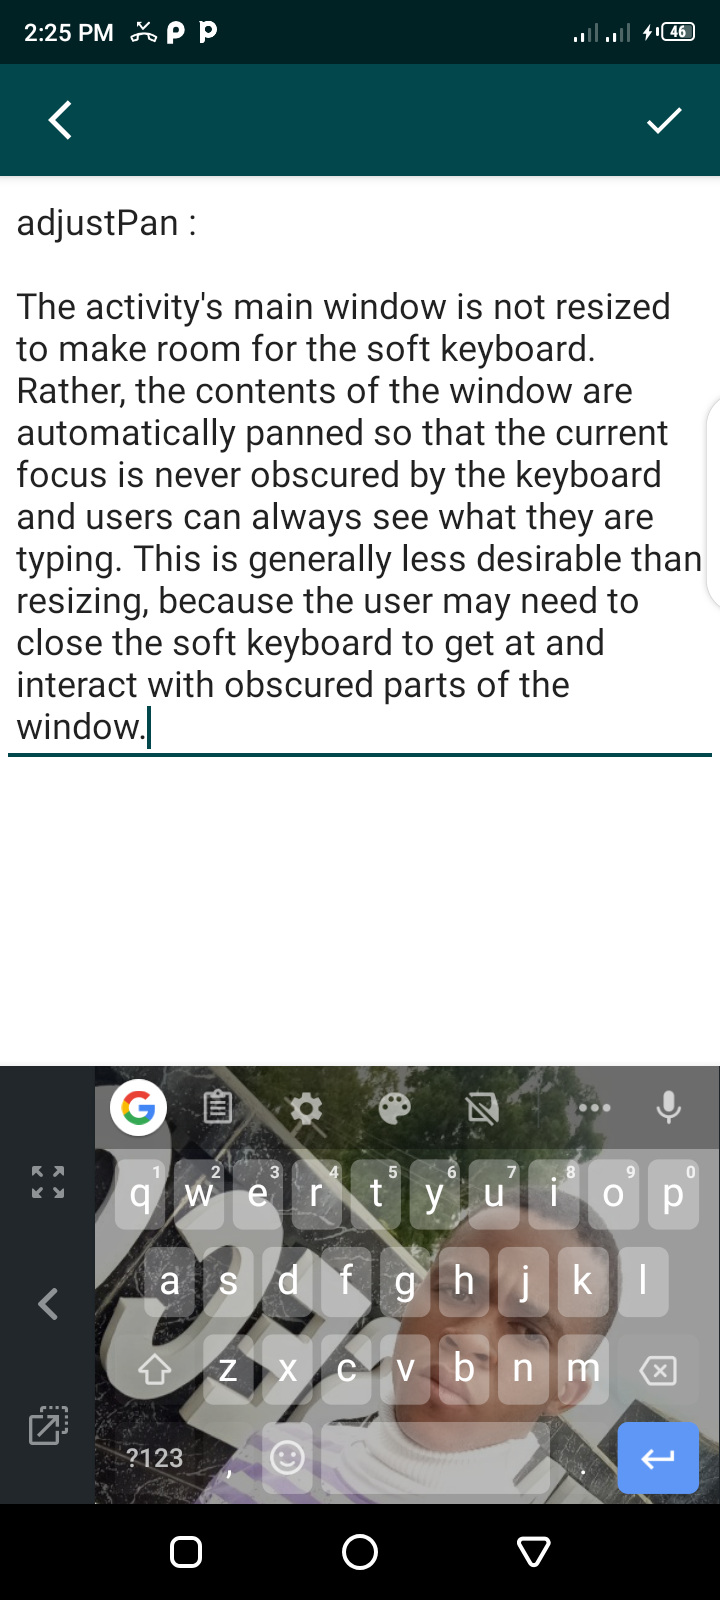 2:25 PM
46
adjustPan :
The activity's main window is not resized
to make room for the soft keyboard.
Rather, the contents of the window are
automatically panned so that the current
focus is never obscured by the keyboard
and users can always see what they are
typing. This is generally less desirable than
resizing, because the user may need to
close the soft keyboard to get at and
interact with obscured parts of the
window.
1 2 3 4 5 6 7 8 9 0
q w e r t y u i o p
a s d f g h j k l
z x c v b n m
?123 , .